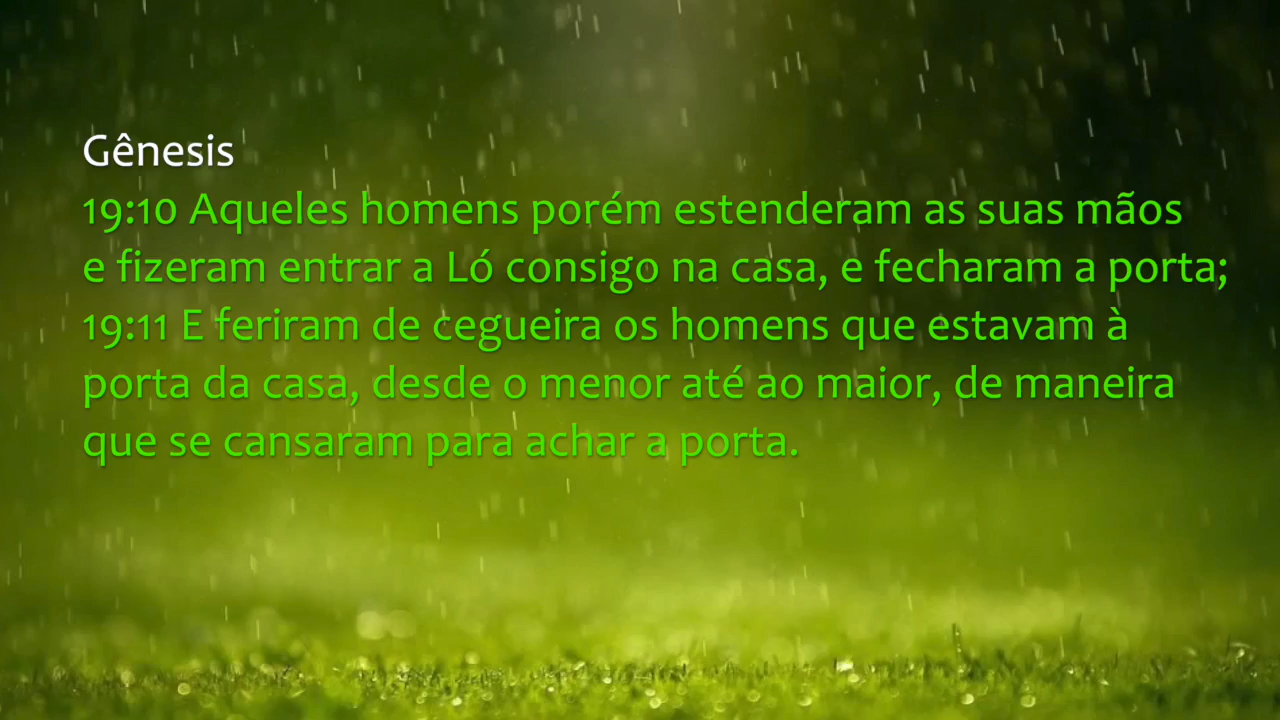 Gênesis
19:10 Aqueles homens porém estenderam as suas mãos
e fizeram entrar a Ló consigo na casa, e fecharam a porta;
19:11 E feriram de cegueira os homens que estavam à
porta da casa, desde o menor até ao maior, de maneira
que se cansaram para achar a porta.